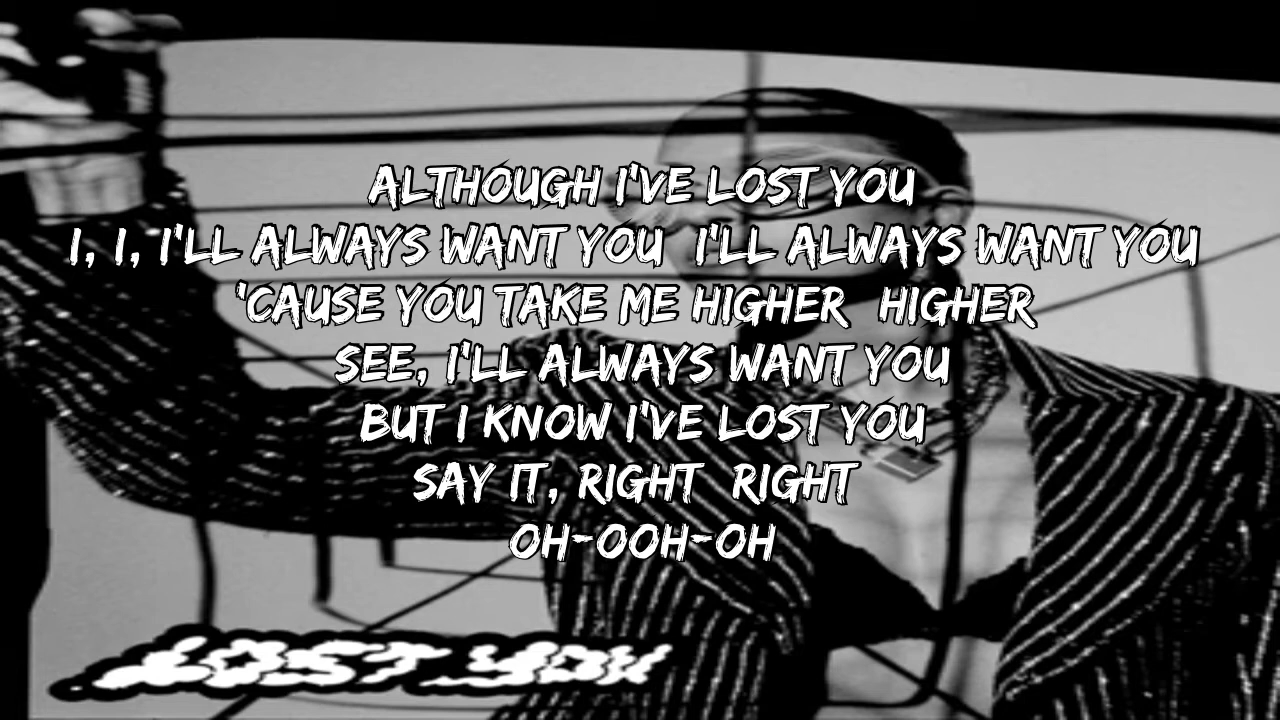 ALTHOUGH I'VE LOST YOU
I, I, I'LL ALWAYS WANT YOU I'LL ALWAYS WANT YOU
'CAUSE YOU TAKE ME HIGHER HIGHER
SEE, I'LL ALWAYS WANT YOU
BUT I KNOW I'VE LOST YOU
SAY IT, RIGHT RIGHT
OH-OOH-OH
LOST YOU